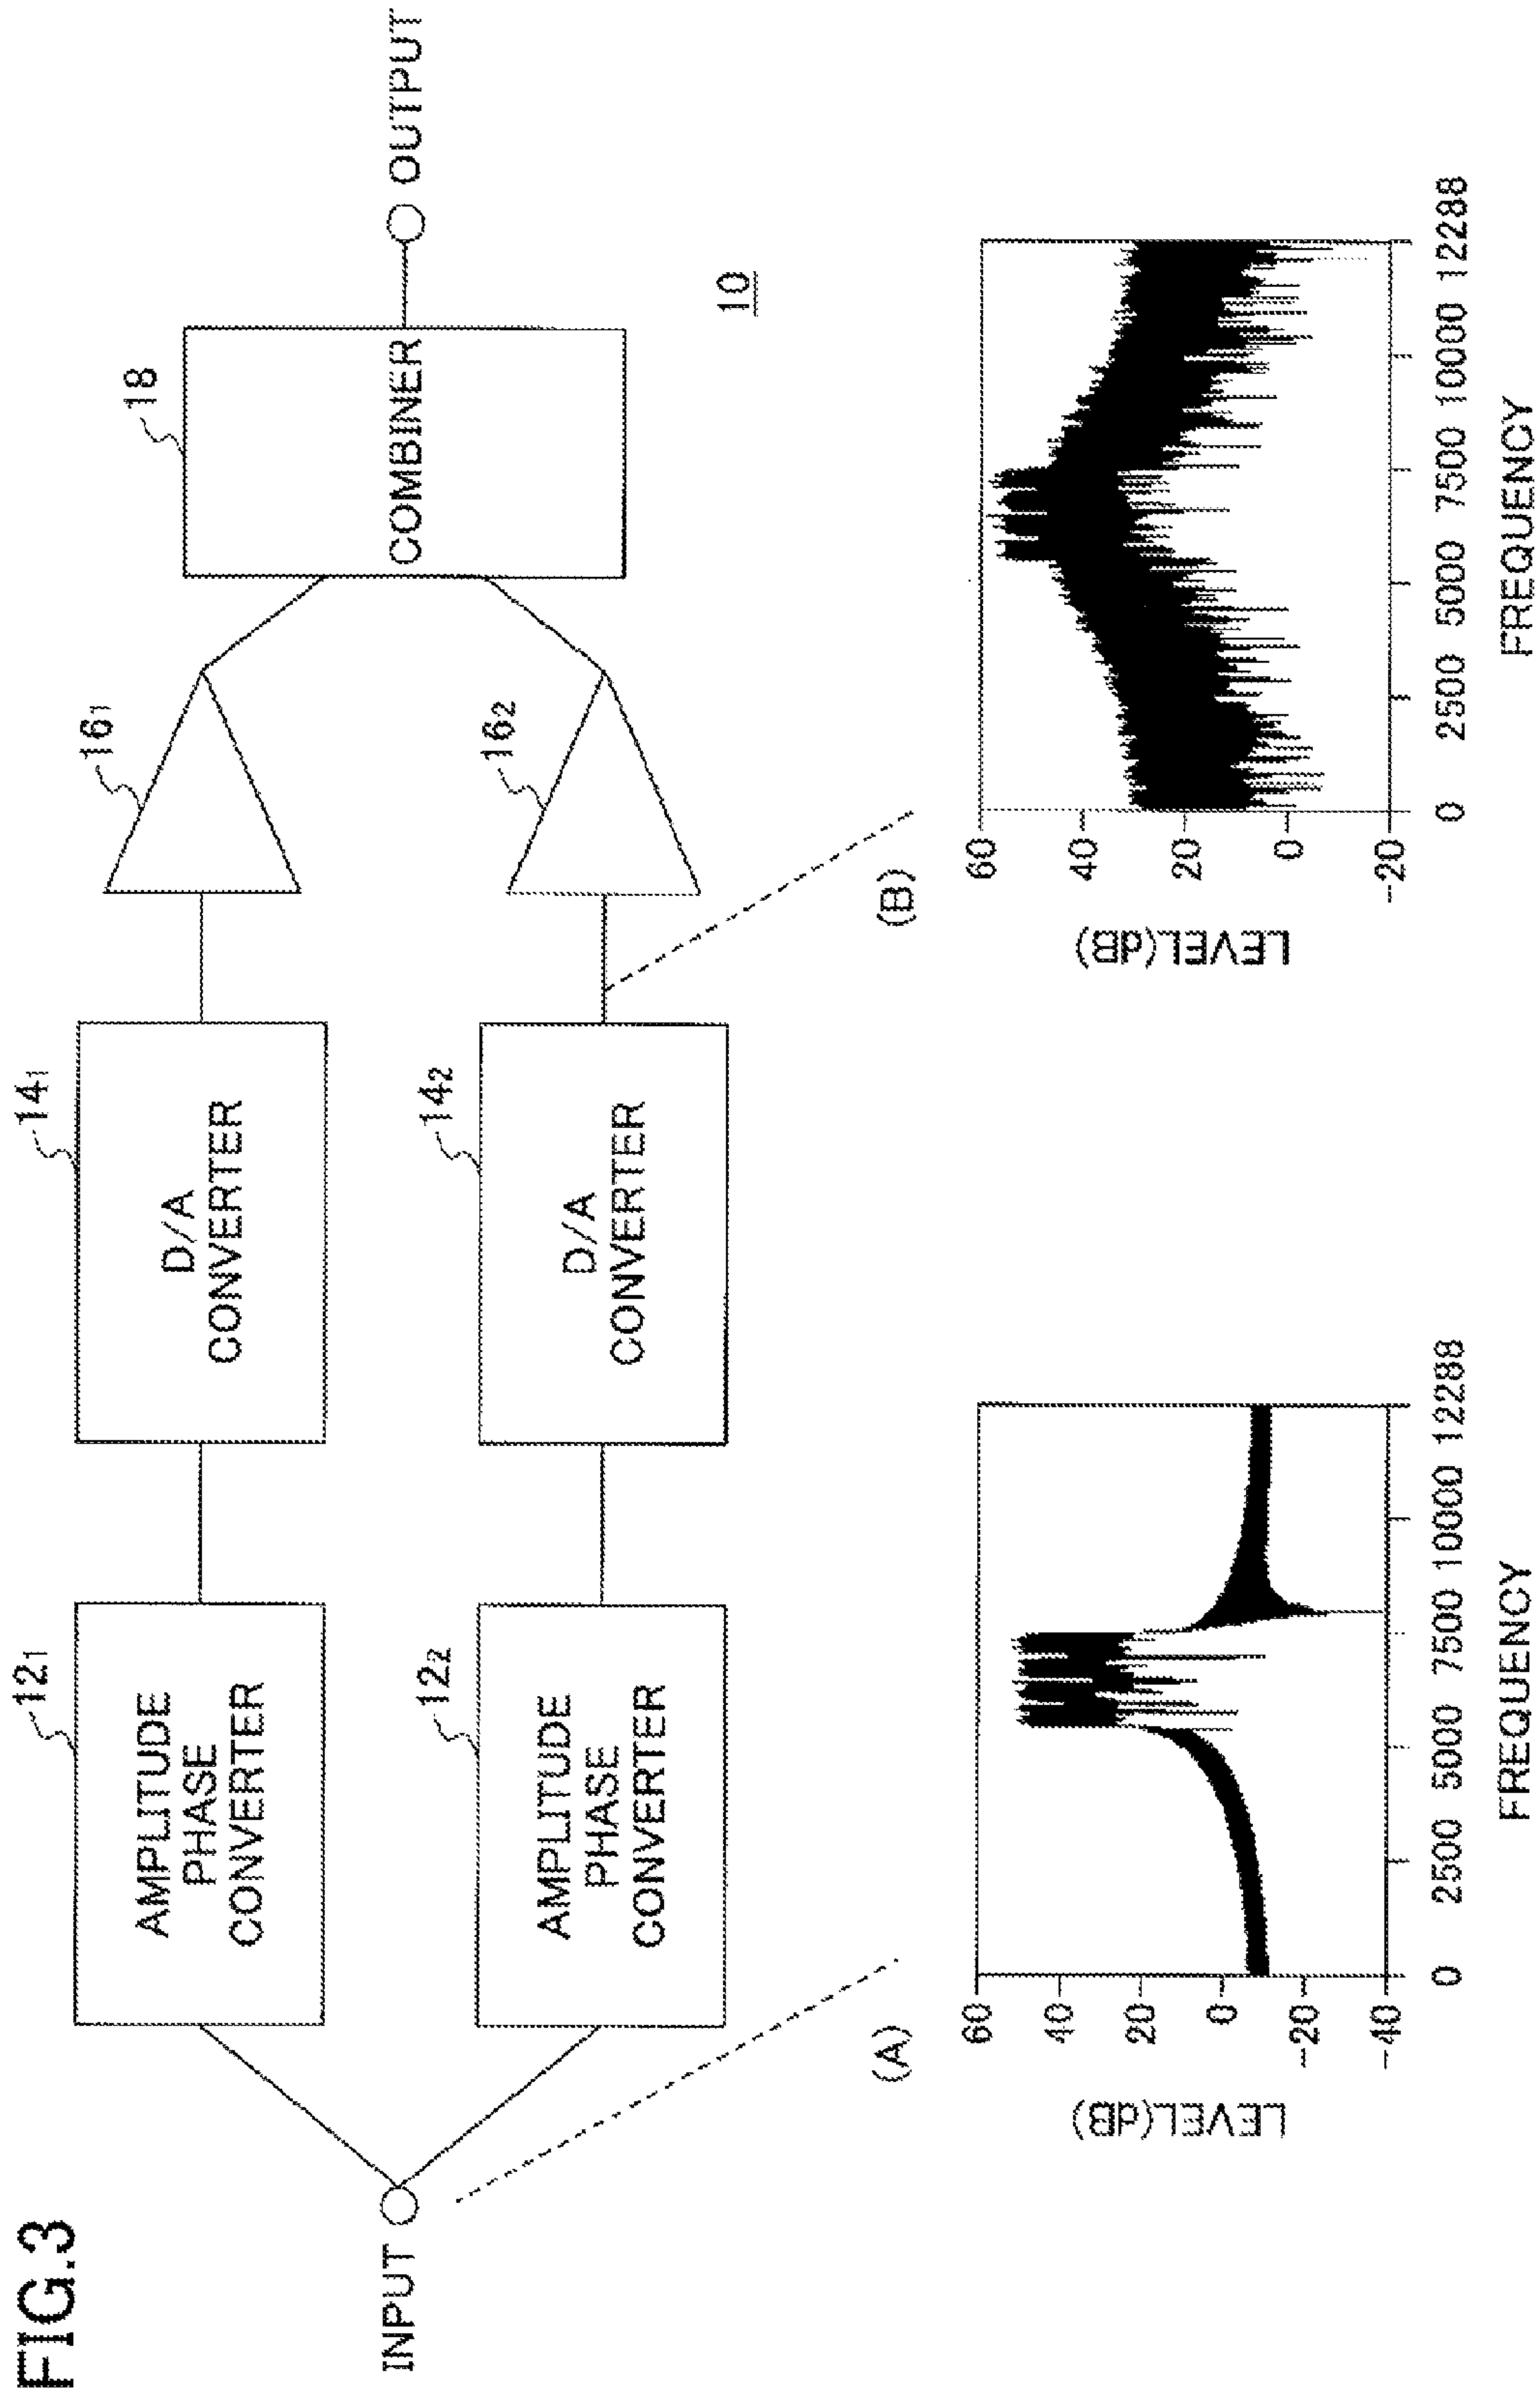 FIG.3
INPUT
AMPLITUDE
PHASE
CONVERTER
12₁
D/A
CONVERTER
14₁
16₁
AMPLITUDE
PHASE
CONVERTER
12₂
D/A
CONVERTER
14₂
16₂
COMBINER
18
OUTPUT
10
(A)
LEVEL(dB)
60
40
20
0
-20
-40
0 2500 5000 7500 10000 12288
FREQUENCY
(B)
LEVEL(dB)
60
40
20
0
-20
0 2500 5000 7500 10000 12288
FREQUENCY